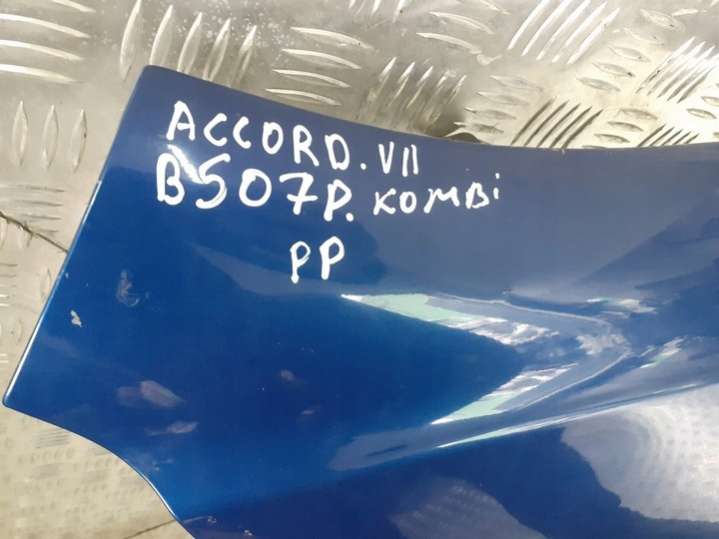 ACCORD. VII
B507P. KOMBi
PP